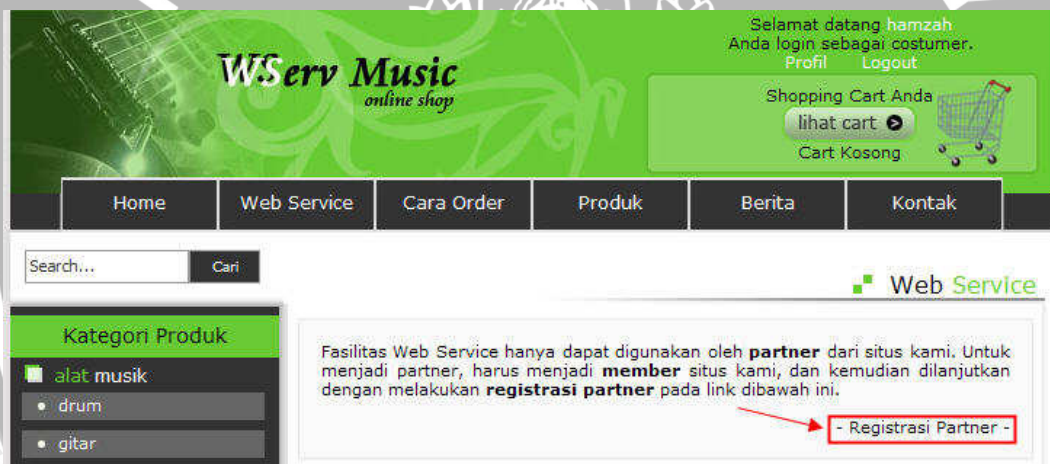 WServ Music
online shop
Selamat datang hamzah
Anda login sebagai costumer.
Profil Logout
Shopping Cart Anda
lihat cart
Cart Kosong
Home Web Service Cara Order Produk Berita Kontak
Search... Cari
Web Service
Kategori Produk
alat musik
drum
gitar
Fasilitas Web Service hanya dapat digunakan oleh partner dari situs kami. Untuk
menjadi partner, harus menjadi member situs kami, dan kemudian dilanjutkan
dengan melakukan registrasi partner pada link dibawah ini.
- Registrasi Partner -